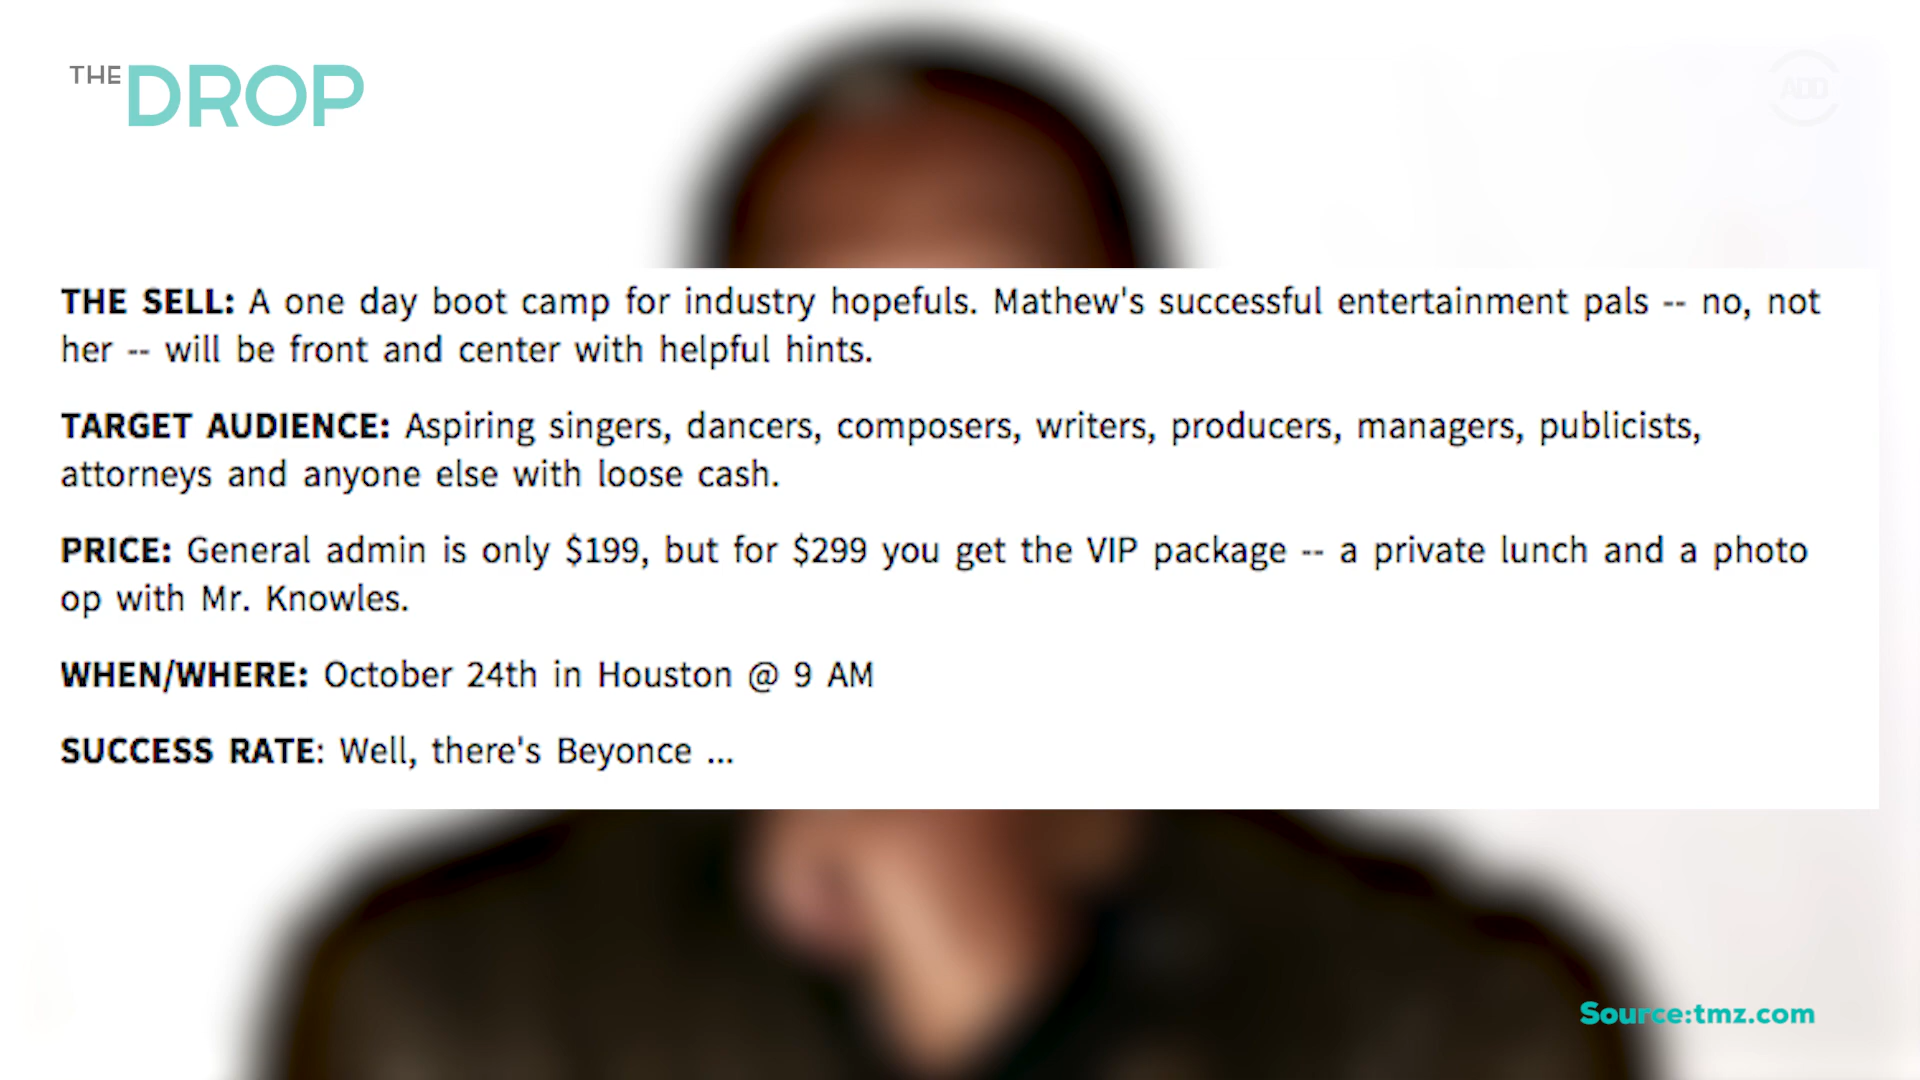 THE DROP
ADD
THE SELL: A one day boot camp for industry hopefuls. Mathew's successful entertainment pals -- no, not
her -- will be front and center with helpful hints.
TARGET AUDIENCE: Aspiring singers, dancers, composers, writers, producers, managers, publicists,
attorneys and anyone else with loose cash.
PRICE: General admin is only $199, but for $299 you get the VIP package -- a private lunch and a photo
op with Mr. Knowles.
WHEN/WHERE: October 24th in Houston @ 9 AM
SUCCESS RATE: Well, there's Beyonce ...
Source:tmz.com